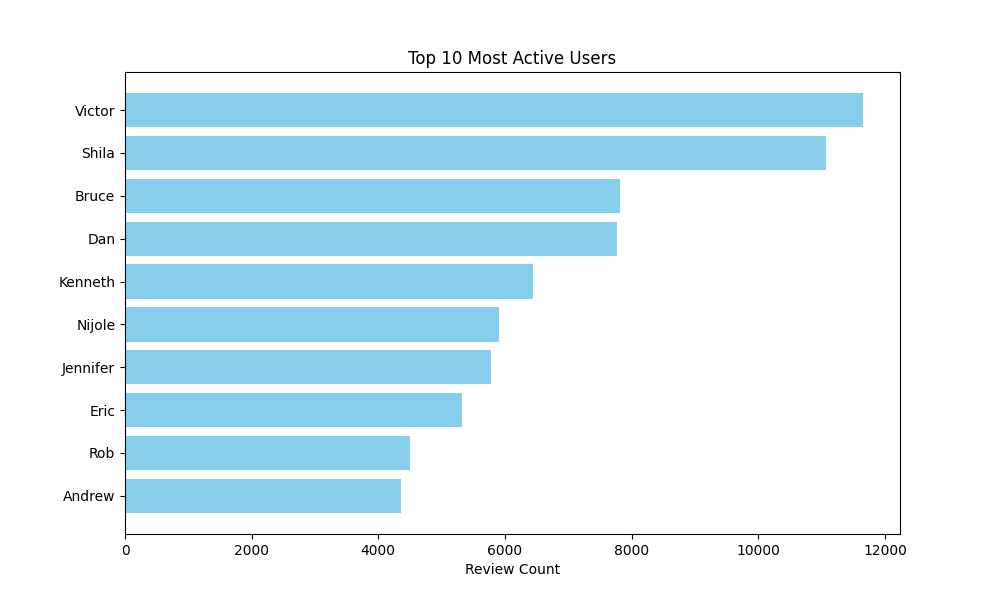 Top 10 Most Active Users
Victor
Shila
Bruce
Dan
Kenneth
Nijole
Jennifer
Eric
Rob
Andrew
0 2000 4000 6000 8000 10000 12000
Review Count